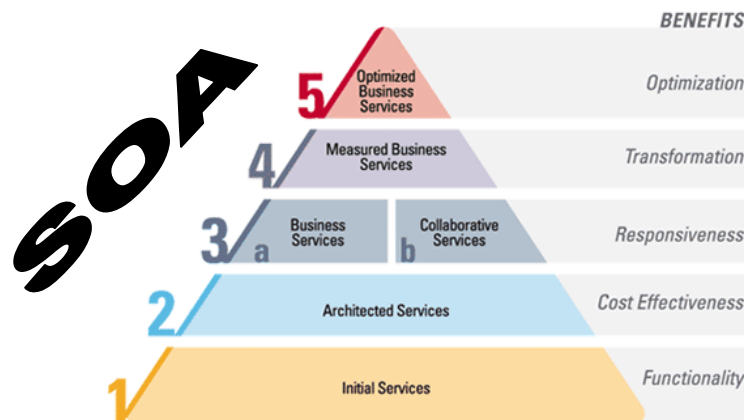 SOA
BENEFITS
5
Optimized
Business
Services
Optimization
4
Measured Business
Services
Transformation
3
a
Business
Services
b
Collaborative
Services
Responsiveness
2
Architected Services
Cost Effectiveness
1
Initial Services
Functionality